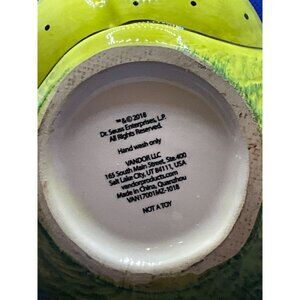 ™&© 2018
Dr. Seuss Enterprises, L.P.
All Rights Reserved.
Hand wash only
VANDOR LLC
165 South Main Street, Ste 400
Salt Lake City, UT 84111, USA
vandorproducts.com
Made in China, Quanzhou
VAN17001MZ-1018
NOT A TOY